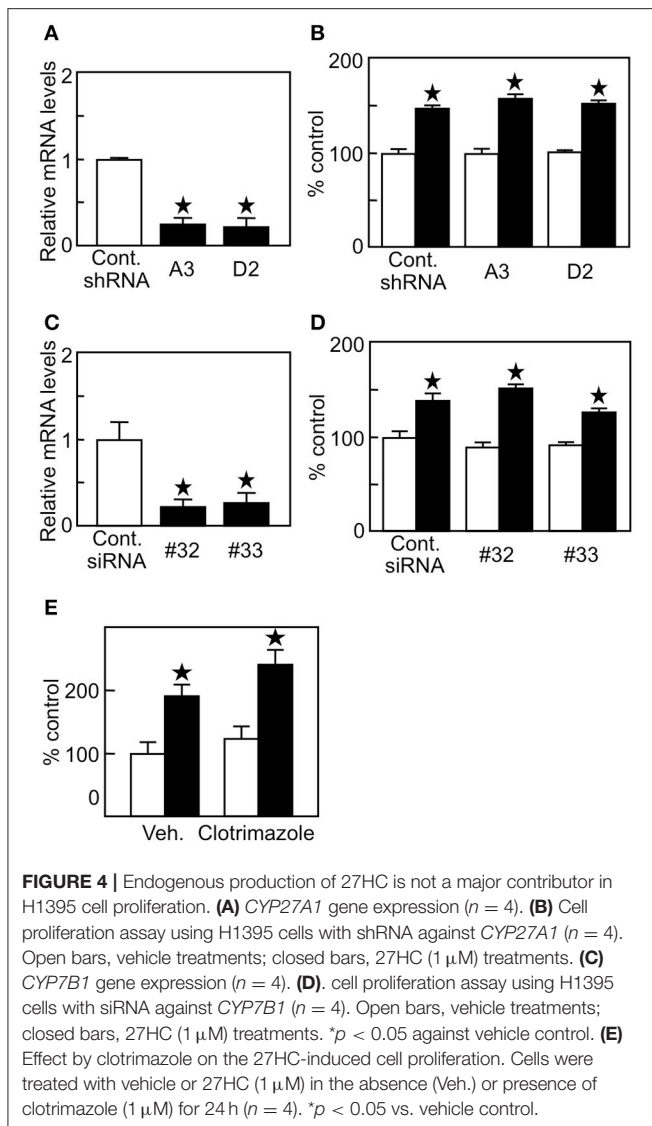 A
Relative mRNA levels
2
1
0
Cont.
shRNA
A3
D2
★
★
B
% control
200
100
0
Cont.
shRNA
A3
D2
★
★
★
C
Relative mRNA levels
2
1
0
Cont.
siRNA
#32
#33
★
★
D
% control
200
100
0
Cont.
siRNA
#32
#33
★
★
★
E
% control
200
100
0
Veh.
Clotrimazole
★
★
FIGURE 4 | Endogenous production of 27HC is not a major contributor in
H1395 cell proliferation. (A) CYP27A1 gene expression (n = 4). (B) Cell
proliferation assay using H1395 cells with shRNA against CYP27A1 (n = 4).
Open bars, vehicle treatments; closed bars, 27HC (1 µM) treatments. (C)
CYP7B1 gene expression (n = 4). (D). cell proliferation assay using H1395
cells with siRNA against CYP7B1 (n = 4). Open bars, vehicle treatments;
closed bars, 27HC (1 µM) treatments. *p < 0.05 against vehicle control. (E)
Effect by clotrimazole on the 27HC-induced cell proliferation. Cells were
treated with vehicle or 27HC (1 µM) in the absence (Veh.) or presence of
clotrimazole (1 µM) for 24 h (n = 4). *p < 0.05 vs. vehicle control.